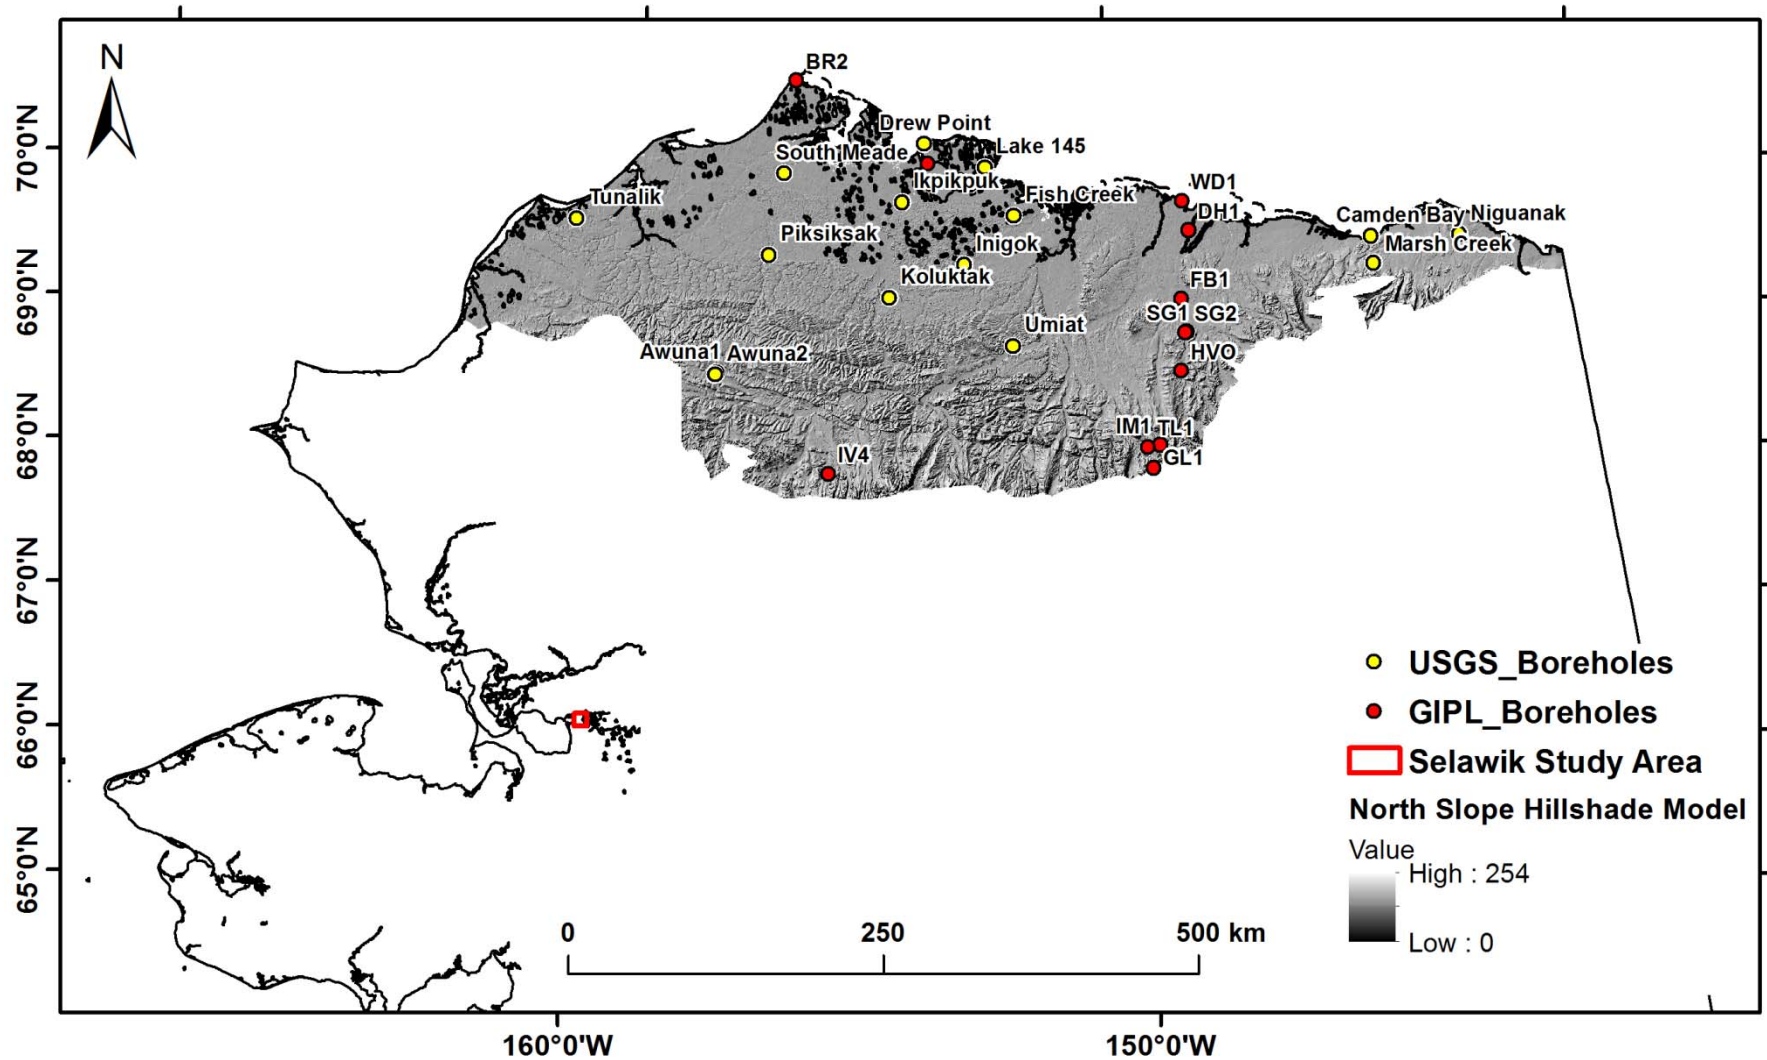 N
BR2
Drew Point
South Meade
Lake 145
Ikpikpuk
Tunalik
Fish Creek
WD1
DH1
Camden Bay Niguanak
Piksiksak
Inigok
Marsh Creek
Koluktak
FB1
SG1 SG2
Umiat
HVO
Awuna1 Awuna2
IM1 TL1
IV4
GL1
70°0'N
69°0'N
68°0'N
67°0'N
66°0'N
65°0'N
USGS_Boreholes
GIPL_Boreholes
Selawik Study Area
North Slope Hillshade Model
Value
High : 254
Low : 0
0 250 500 km
160°0'W 150°0'W